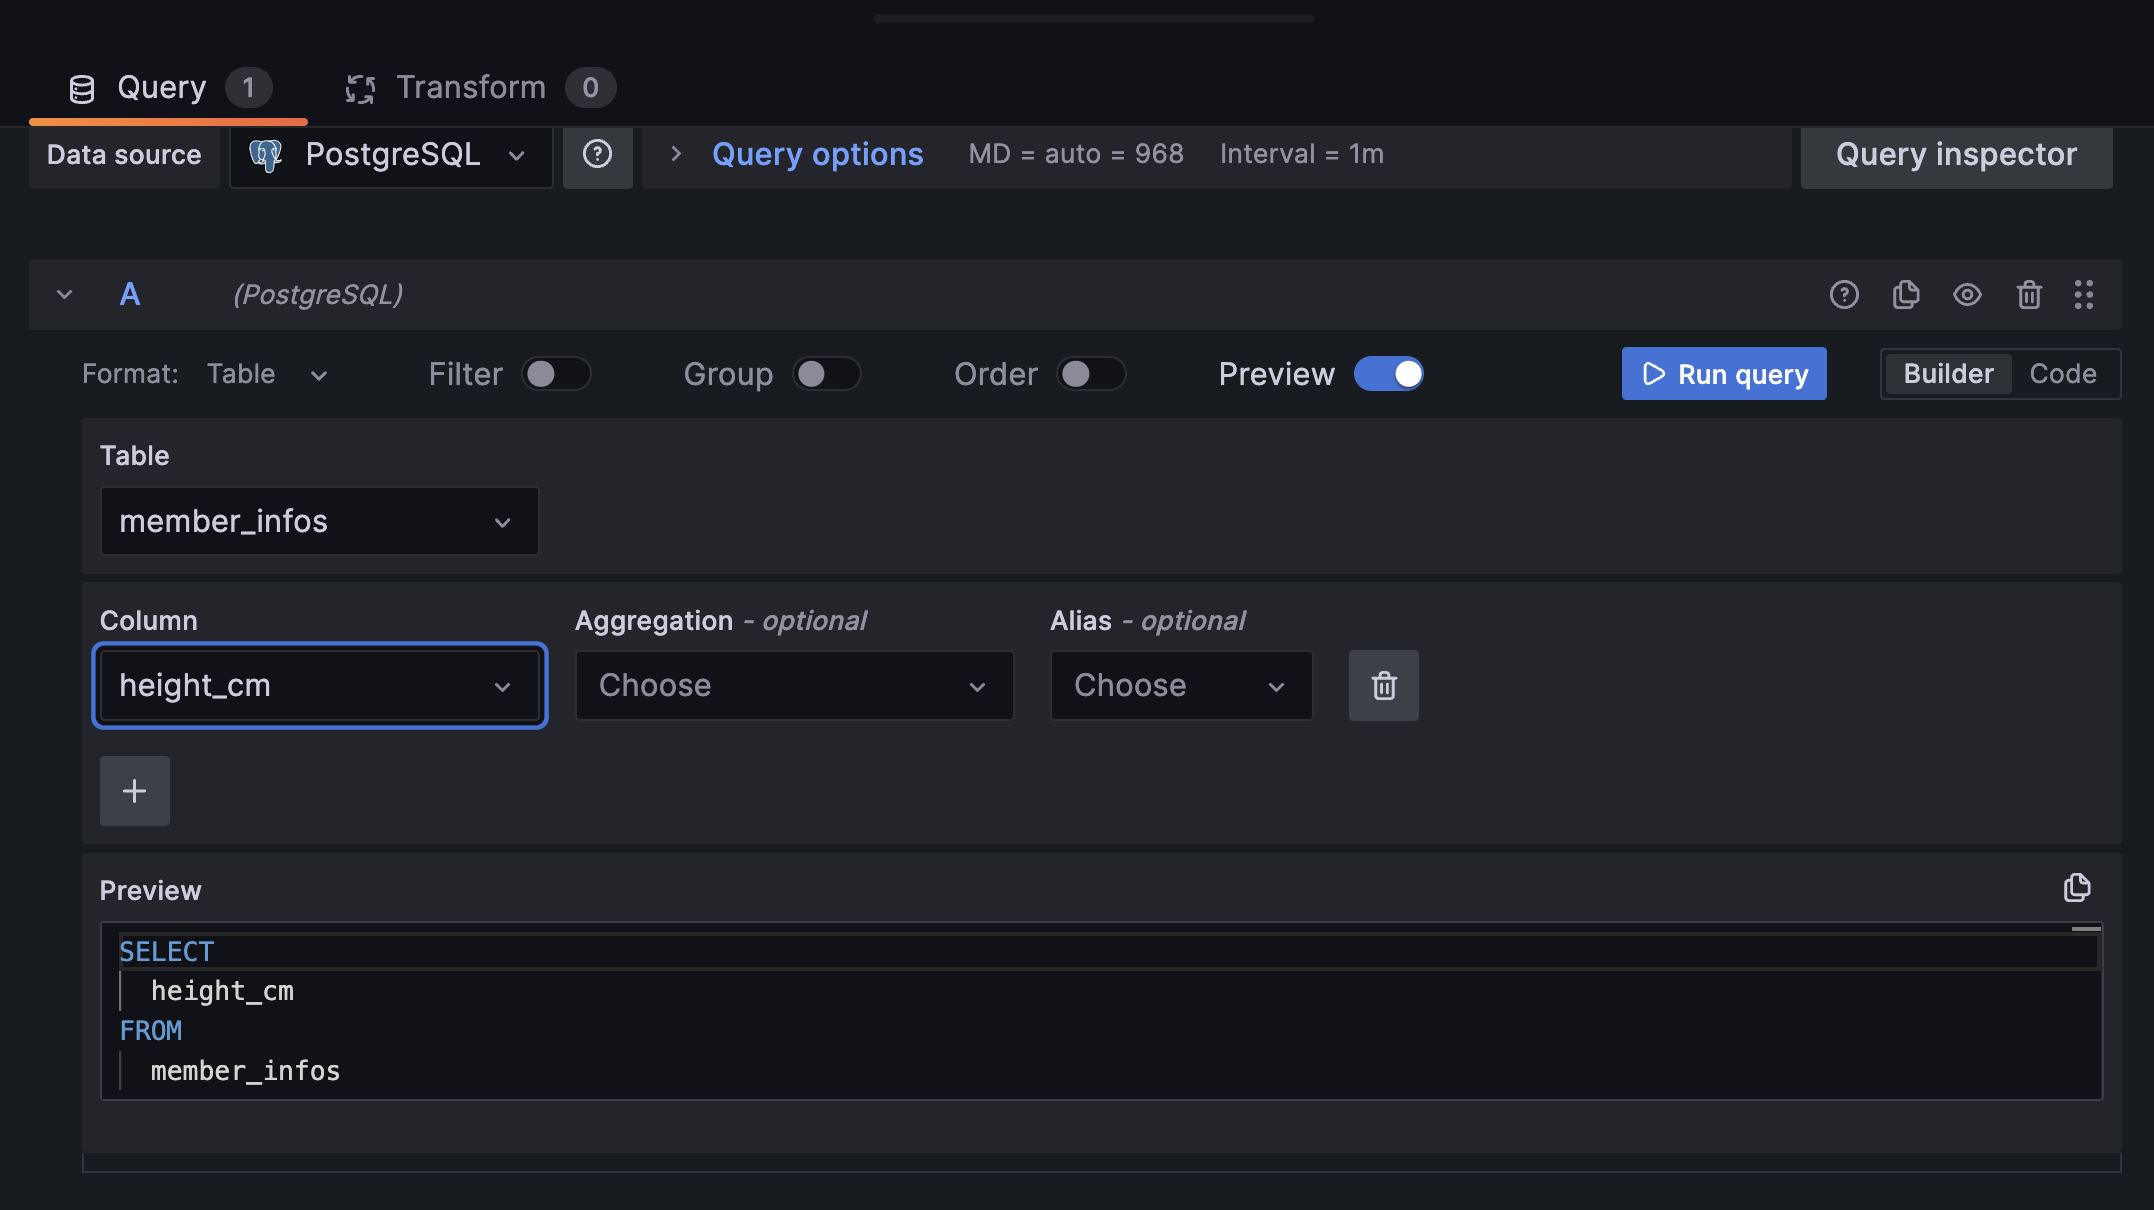 Query 1 Transform 0
Data source PostgreSQL Query options MD = auto = 968 Interval = 1m Query inspector
A (PostgreSQL)
Format: Table Filter Group Order Preview Run query Builder Code
Table
member_infos
Column Aggregation - optional Alias - optional
height_cm Choose Choose
Preview
SELECT
height_cm
FROM
member_infos